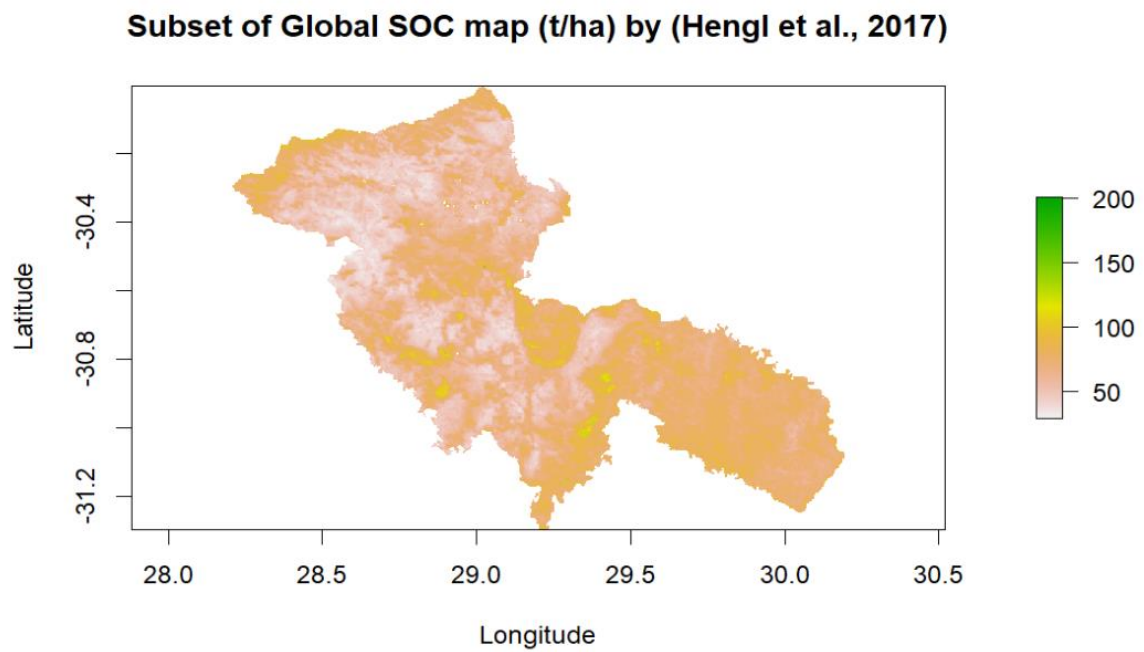 Subset of Global SOC map (t/ha) by (Hengl et al., 2017)
Latitude
-30.4
-30.8
-31.2
200
150
100
50
28.0 28.5 29.0 29.5 30.0 30.5
Longitude